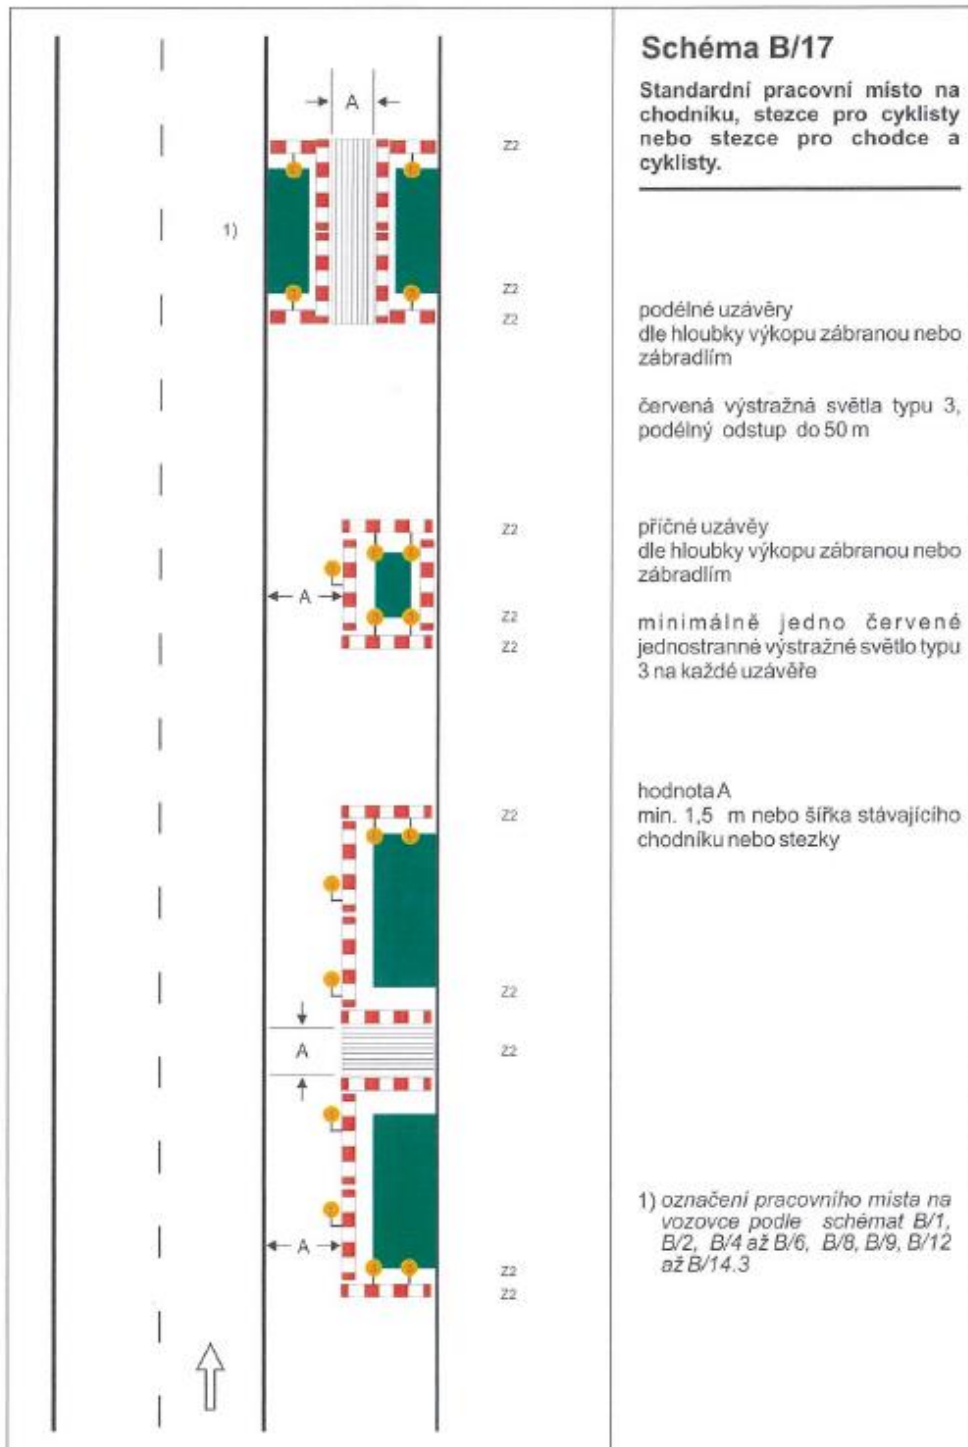 Schéma B/17
Standardní pracovní místo na
chodníku, stezce pro cyklisty
nebo stezce pro chodce a
cyklisty.
A
Z2
1)
Z2
Z2
podélné uzávěry
dle hloubky výkopu zábranou nebo
zábradlím
červená výstražná světla typu 3,
podélný odstup do 50 m
Z2
příčné uzávěy
dle hloubky výkopu zábranou nebo
zábradlím
A
Z2
Z2
minimálně jedno červené
jednostranné výstražné světlo typu
3 na každé uzávěře
hodnota A
min. 1,5 m nebo šířka stávajícího
chodníku nebo stezky
Z2
Z2
A
Z2
1) označení pracovního místa na
vozovce podle schémat B/1,
B/2, B/4 až B/6, B/8, B/9, B/12
až B/14.3
A
Z2
Z2